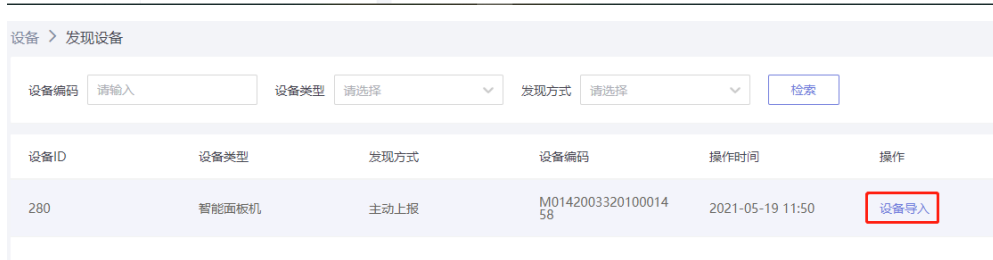 设备 > 发现设备
设备编码 请输入 设备类型 请选择 发现方式 请选择 检索
设备ID 设备类型 发现方式 设备编码 操作时间 操作
280 智能面板机 主动上报 M0142003320100014 2021-05-19 11:50 设备导入
58